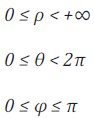 0 ≤ ρ < +∞
0 ≤ θ < 2π
0 ≤ φ ≤ π